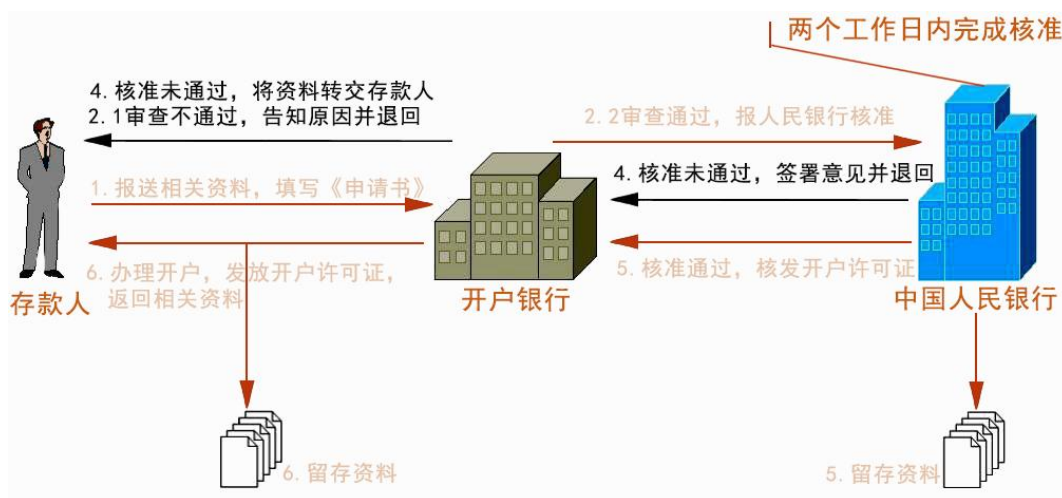 两个工作日内完成核准
4.核准未通过，将资料转交存款人
2.1审查不通过，告知原因并退回
2.2审查通过，报人民银行核准
4.核准未通过，签署意见并退回
1.报送相关资料，填写《申请书》
6.办理开户，发放开户许可证，
返回相关资料
5.核准通过，核发开户许可证
存款人
开户银行
中国人民银行
6.留存资料
5.留存资料